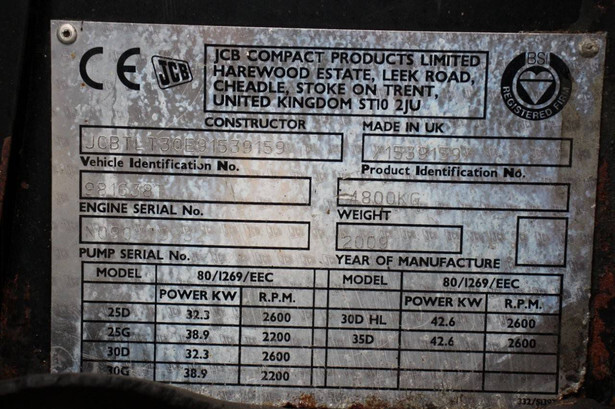 CE JCB
JCB COMPACT PRODUCTS LIMITED
HAREWOOD ESTATE, LEEK ROAD,
CHEADLE, STOKE ON TRENT,
UNITED KINGDOM ST10 2JU
BSI
REGISTERED FIRM
CONSTRUCTOR MADE IN UK
Vehicle Identification No. Product Identification No.
4800KG
ENGINE SERIAL No. WEIGHT
2009
PUMP SERIAL No. YEAR OF MANUFACTURE
MODEL 80/1269/EEC MODEL 80/1269/EEC
POWER KW R.P.M. POWER KW R.P.M.
25D 32.3 2600 30D HL 42.6 2600
25G 38.9 2200 35D 42.6 2600
30D 32.3 2600
30G 38.9 2200